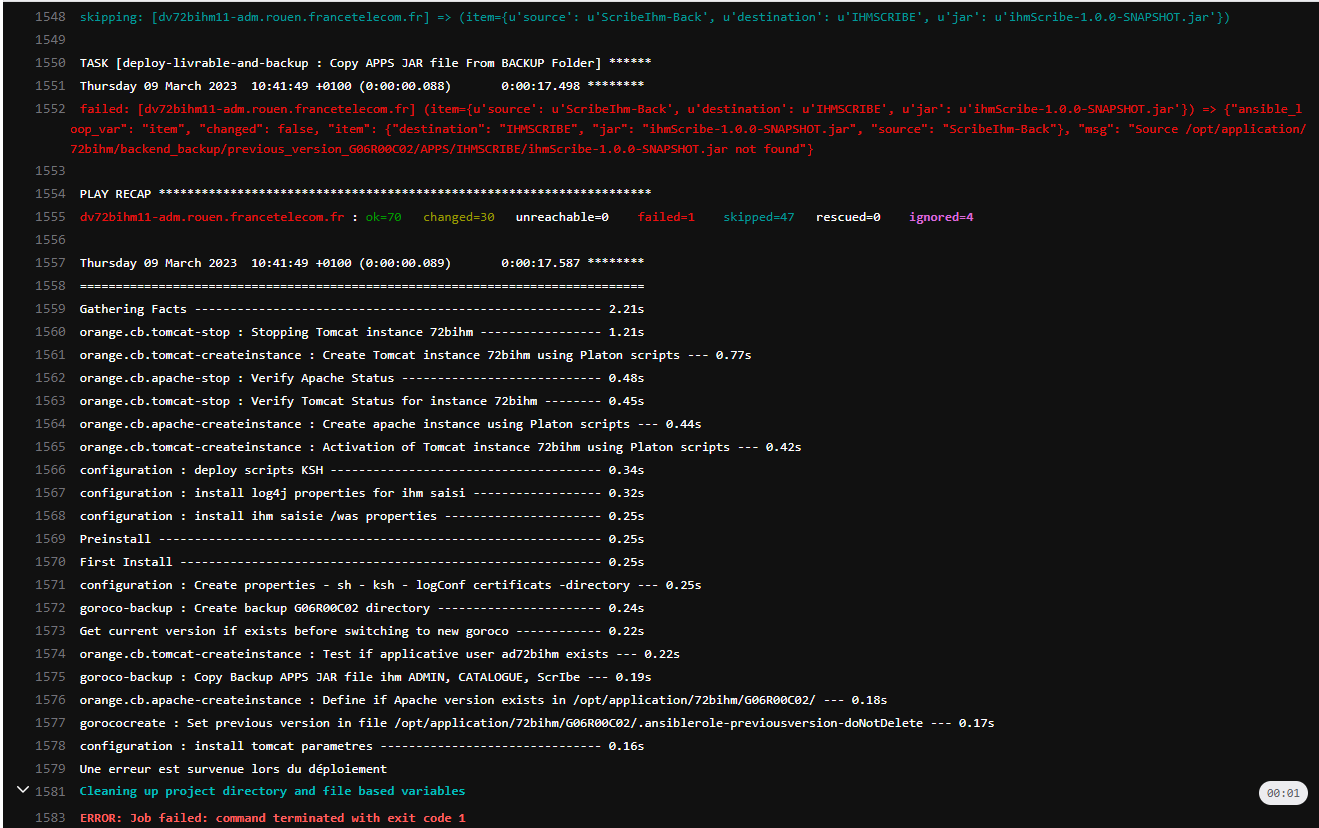 1548 skipping: [dv72bihm11-adm.rouen.francetelecom.fr] => (item={u'source': u'ScribeIhm-Back', u'destination': u'IHMSCRIBE', u'jar': u'ihmScribe-1.0.0-SNAPSHOT.jar'})
1549
1550 TASK [deploy-livrable-and-backup : Copy APPS JAR file From BACKUP Folder] ******
1551 Thursday 09 March 2023  10:41:49 +0100 (0:00:00.088)       0:00:17.498 ********
1552 failed: [dv72bihm11-adm.rouen.francetelecom.fr] (item={u'source': u'ScribeIhm-Back', u'destination': u'IHMSCRIBE', u'jar': u'ihmScribe-1.0.0-SNAPSHOT.jar'}) => {"ansible_l
oop_var": "item", "changed": false, "item": {"destination": "IHMSCRIBE", "jar": "ihmScribe-1.0.0-SNAPSHOT.jar", "source": "ScribeIhm-Back"}, "msg": "Source /opt/application/
72bihm/backend_backup/previous_version_G06R00C02/APPS/IHMSCRIBE/ihmScribe-1.0.0-SNAPSHOT.jar not found"}
1553
1554 PLAY RECAP *********************************************************************
1555 dv72bihm11-adm.rouen.francetelecom.fr : ok=70   changed=30   unreachable=0    failed=1    skipped=47   rescued=0    ignored=4
1556
1557 Thursday 09 March 2023  10:41:49 +0100 (0:00:00.089)       0:00:17.587 ********
1558 ===============================================================================
1559 Gathering Facts --------------------------------------------------------- 2.21s
1560 orange.cb.tomcat-stop : Stopping Tomcat instance 72bihm ----------------- 1.21s
1561 orange.cb.tomcat-createinstance : Create Tomcat instance 72bihm using Platon scripts --- 0.77s
1562 orange.cb.apache-stop : Verify Apache Status ---------------------------- 0.48s
1563 orange.cb.tomcat-stop : Verify Tomcat Status for instance 72bihm -------- 0.45s
1564 orange.cb.apache-createinstance : Create apache instance using Platon scripts --- 0.44s
1565 orange.cb.tomcat-createinstance : Activation of Tomcat instance 72bihm using Platon scripts --- 0.42s
1566 configuration : deploy scripts KSH -------------------------------------- 0.34s
1567 configuration : install log4j properties for ihm saisi ------------------ 0.32s
1568 configuration : install ihm saisie /was properties ---------------------- 0.25s
1569 Preinstall -------------------------------------------------------------- 0.25s
1570 First Install ----------------------------------------------------------- 0.25s
1571 configuration : Create properties - sh - ksh - logConf certificats -directory --- 0.25s
1572 goroco-backup : Create backup G06R00C02 directory ----------------------- 0.24s
1573 Get current version if exists before switching to new goroco ------------ 0.22s
1574 orange.cb.tomcat-createinstance : Test if applicative user ad72bihm exists --- 0.22s
1575 goroco-backup : Copy Backup APPS JAR file ihm ADMIN, CATALOGUE, ScrIbe --- 0.19s
1576 orange.cb.apache-createinstance : Define if Apache version exists in /opt/application/72bihm/G06R00C02/ --- 0.18s
1577 gorococreate : Set previous version in file /opt/application/72bihm/G06R00C02/.ansiblerole-previousversion-doNotDelete --- 0.17s
1578 configuration : install tomcat parametres ------------------------------- 0.16s
1579 Une erreur est survenue lors du déploiement
1581 Cleaning up project directory and file based variables 00:01
1583 ERROR: Job failed: command terminated with exit code 1